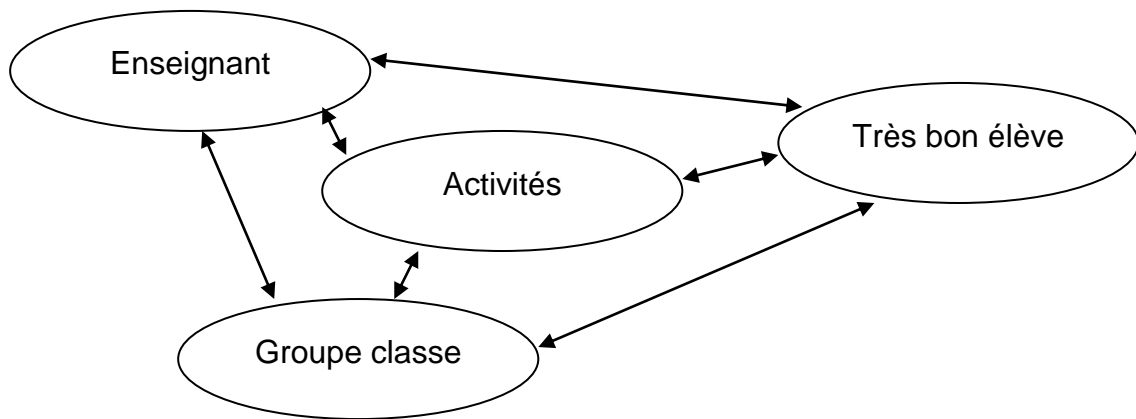 Enseignant
Très bon élève
Activités
Groupe classe